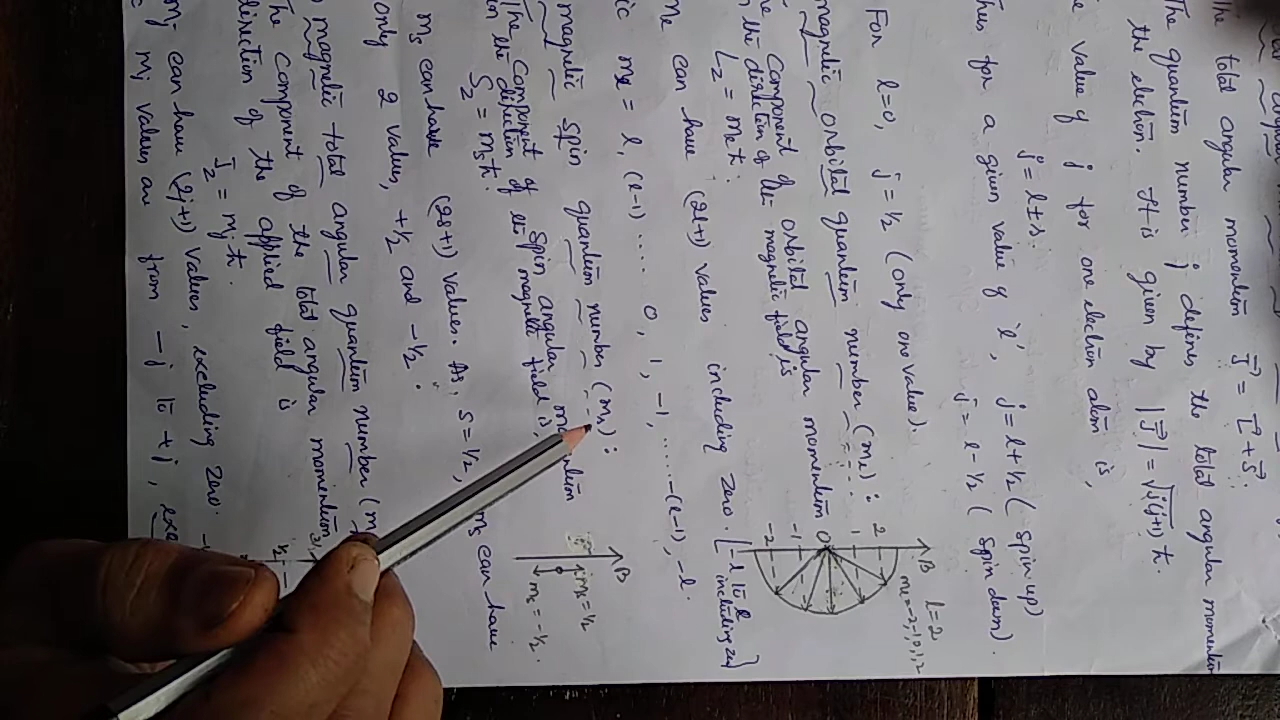 The total angular momentum J⃗ = L⃗ + S⃗.
The quantum number j defines the total angular momentum
the electron. It is given by |J⃗| = √j(j+1) ħ.
value of j for one electron atom is,
j = l ± s.
for a given value of 'l', j = l + 1/2 (spin up)
j = l - 1/2 (spin down).
For l=0, j = 1/2 (only one value).
magnetic orbital quantum number (ml):
component of the orbital angular momentum
the direction of the magnetic field is
Lz = ml ħ.
B
l=2
ml=-2,-1,0,1,2
2
1
0
-1
-2
ml can have (2l+1) values including zero. [-l to l
including zero]
ml = l, (l-1) .... 0, 1, -1, ..... -(l-1), -l.
magnetic spin quantum number (ms):
The component of spin angular
in the direction of the magnetic field is,
Sz = ms ħ.
B
ms = 1/2
ms = -1/2.
ms can have (2s+1) values. As, s = 1/2, ms can have
only 2 values, +1/2 and -1/2.
magnetic total angular quantum number (m
The component of the total angular momentum
direction of the applied field is
Jz = mj ħ.
1/2
mj can have (2j+1) values, excluding zero.
mj values are from -j to +j,